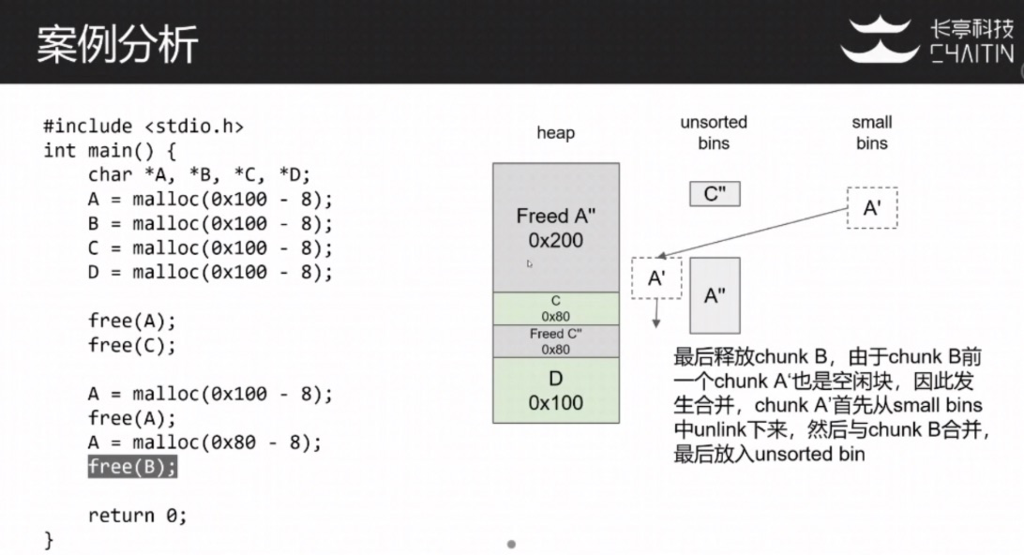 案例分析
长亭科技
CHAITIN
#include <stdio.h>
int main() {
char *A, *B, *C, *D;
A = malloc(0x100 - 8);
B = malloc(0x100 - 8);
C = malloc(0x100 - 8);
D = malloc(0x100 - 8);
free(A);
free(C);
A = malloc(0x100 - 8);
free(A);
A = malloc(0x80 - 8);
free(B);
return 0;
}
heap
Freed A"
0x200
C
0x80
Freed C"
0x80
D
0x100
unsorted
bins
C"
A'
A"
small
bins
A'
最后释放chunk B，由于chunk B前
一个chunk A‘也是空闲块，因此发
生合并，chunk A’首先从small bins
中unlink下来，然后与chunk B合并，
最后放入unsorted bin